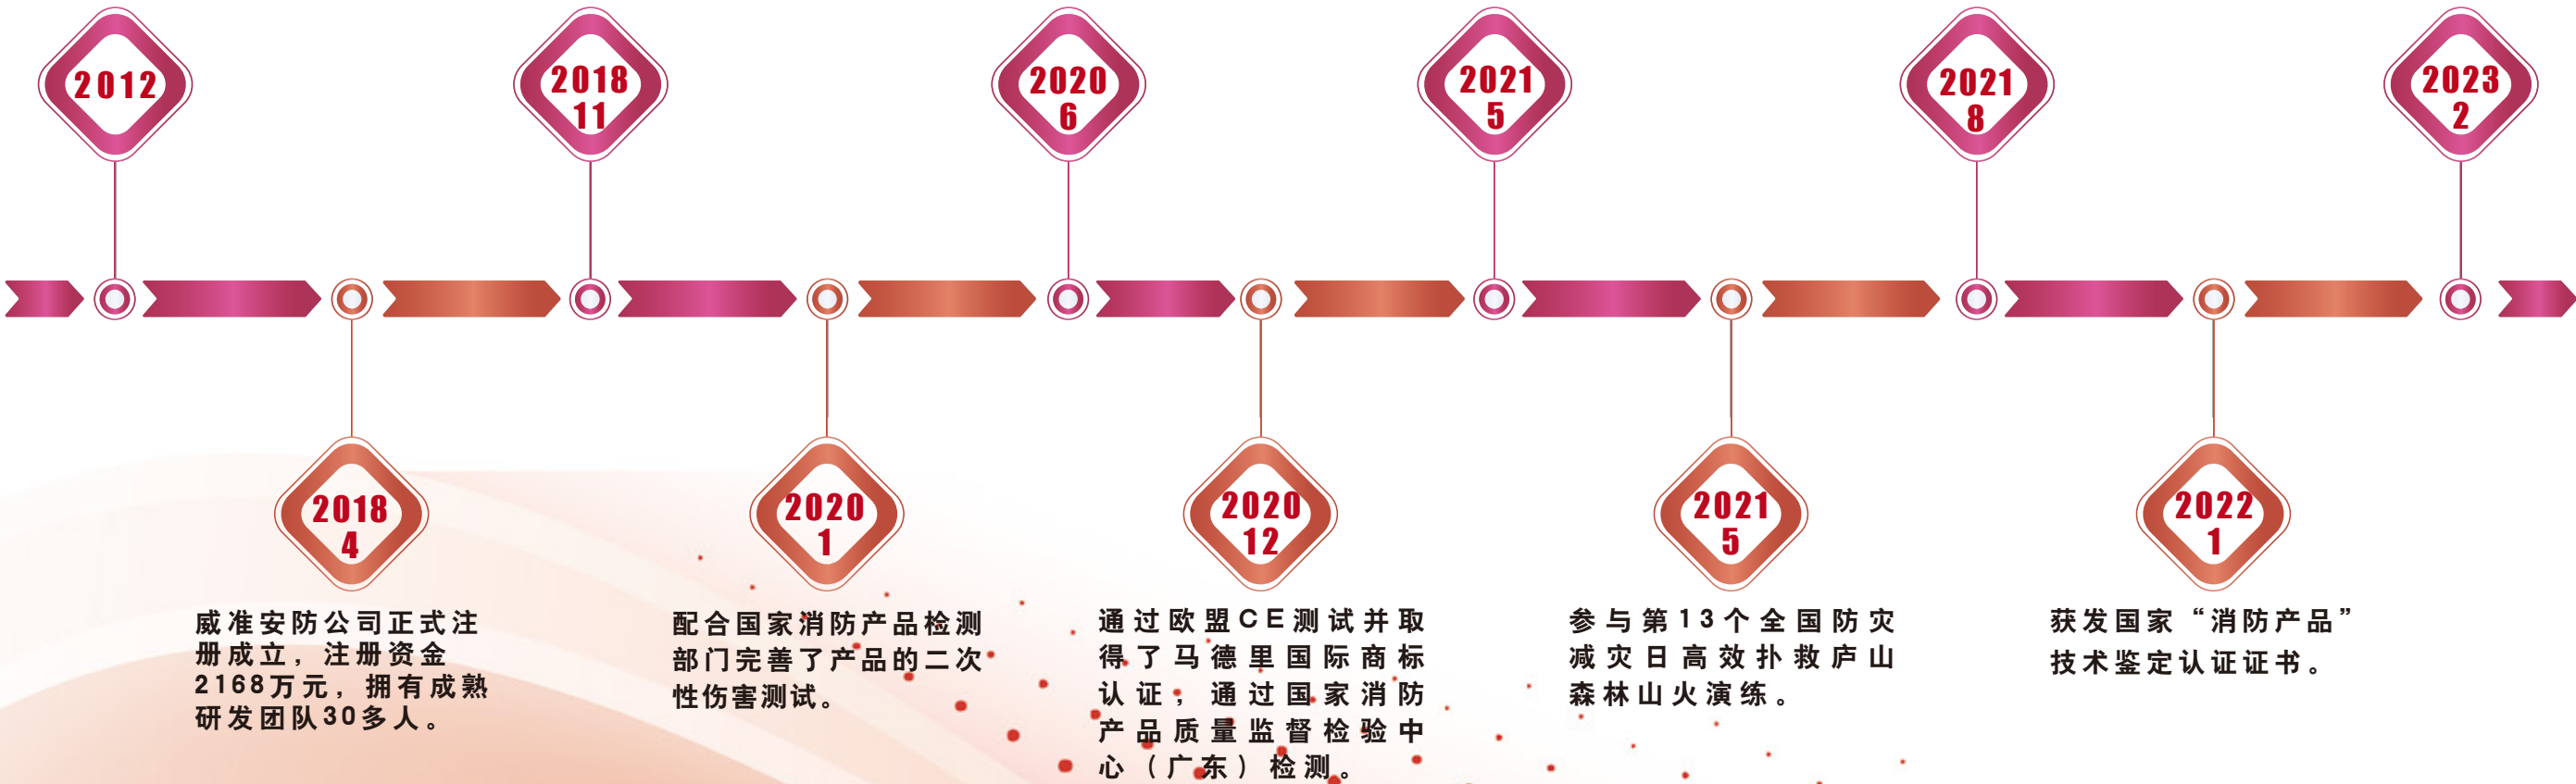 2012
2018
11
2020
6
2021
5
2021
8
2023
2
2018
4
威准安防公司正式注
册成立，注册资金
2168万元，拥有成熟
研发团队30多人。
2020
1
配合国家消防产品检测
部门完善了产品的二次
性伤害测试。
2020
12
通过欧盟CE测试并取
得了马德里国际商标
认证，通过国家消防
产品质量监督检验中
心（广东）检测。
2021
5
参与第13个全国防灾
减灾日高效扑救庐山
森林山火演练。
2022
1
获发国家“消防产品”
技术鉴定认证证书。